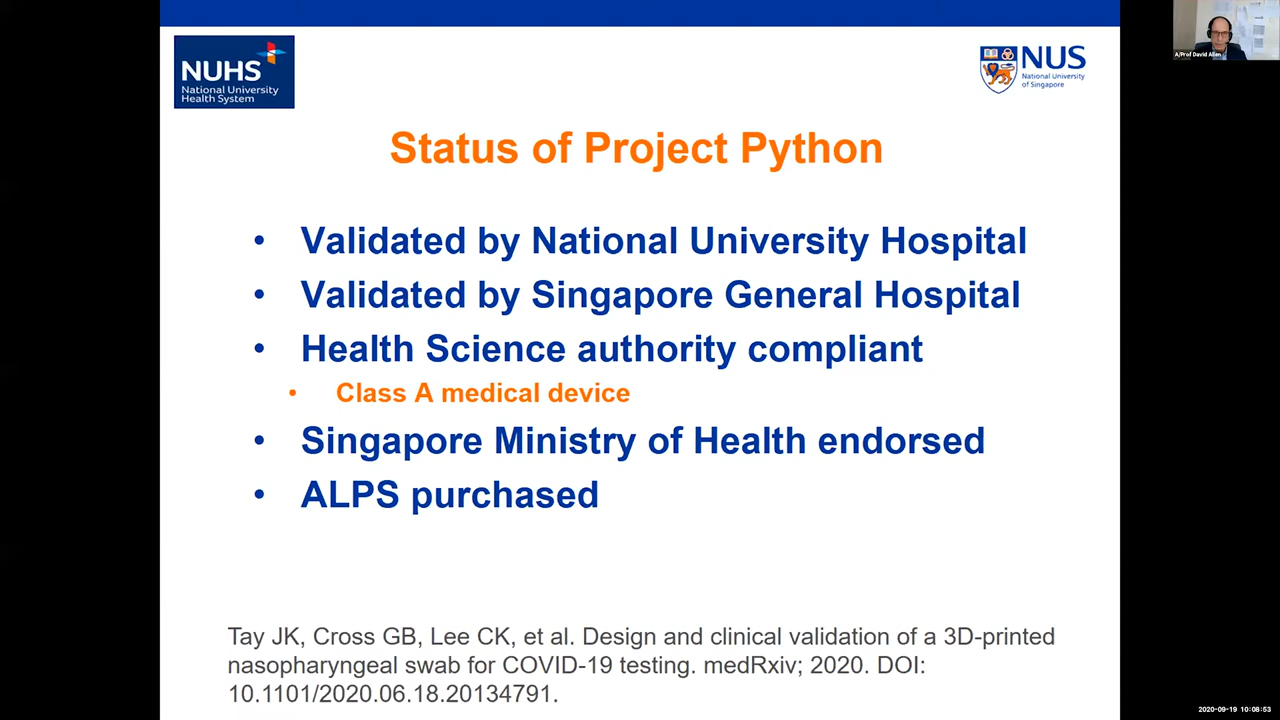 NUHS
National University
Health System
NUS
National University
of Singapore
A/Prof David Allen
Status of Project Python
• Validated by National University Hospital
• Validated by Singapore General Hospital
• Health Science authority compliant
• Class A medical device
• Singapore Ministry of Health endorsed
• ALPS purchased
Tay JK, Cross GB, Lee CK, et al. Design and clinical validation of a 3D-printed
nasopharyngeal swab for COVID-19 testing. medRxiv; 2020. DOI:
10.1101/2020.06.18.20134791.
2020-09-19 10:08:53